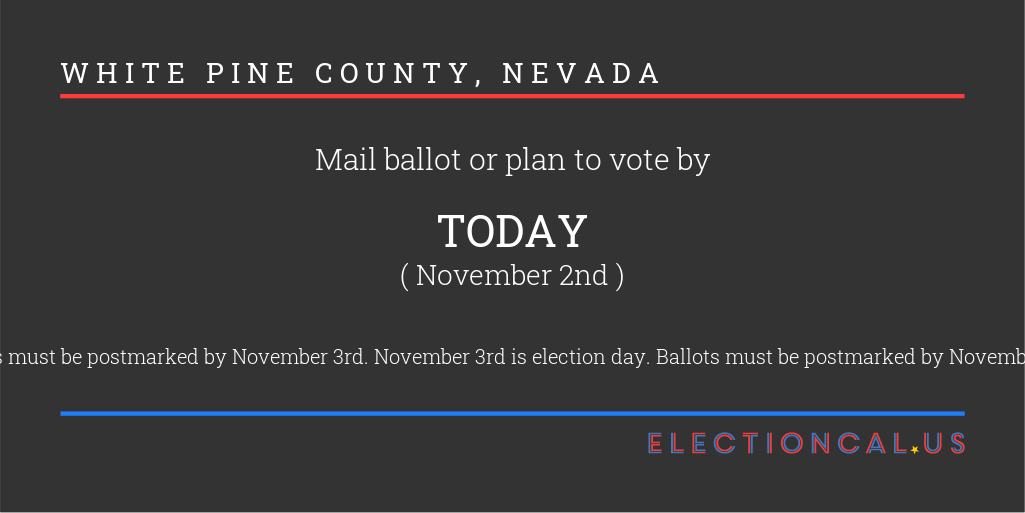 WHITE PINE COUNTY, NEVADA
Mail ballot or plan to vote by
TODAY
( November 2nd )
must be postmarked by November 3rd. November 3rd is election day. Ballots must be postmarked by
ELECTIONCAL.US